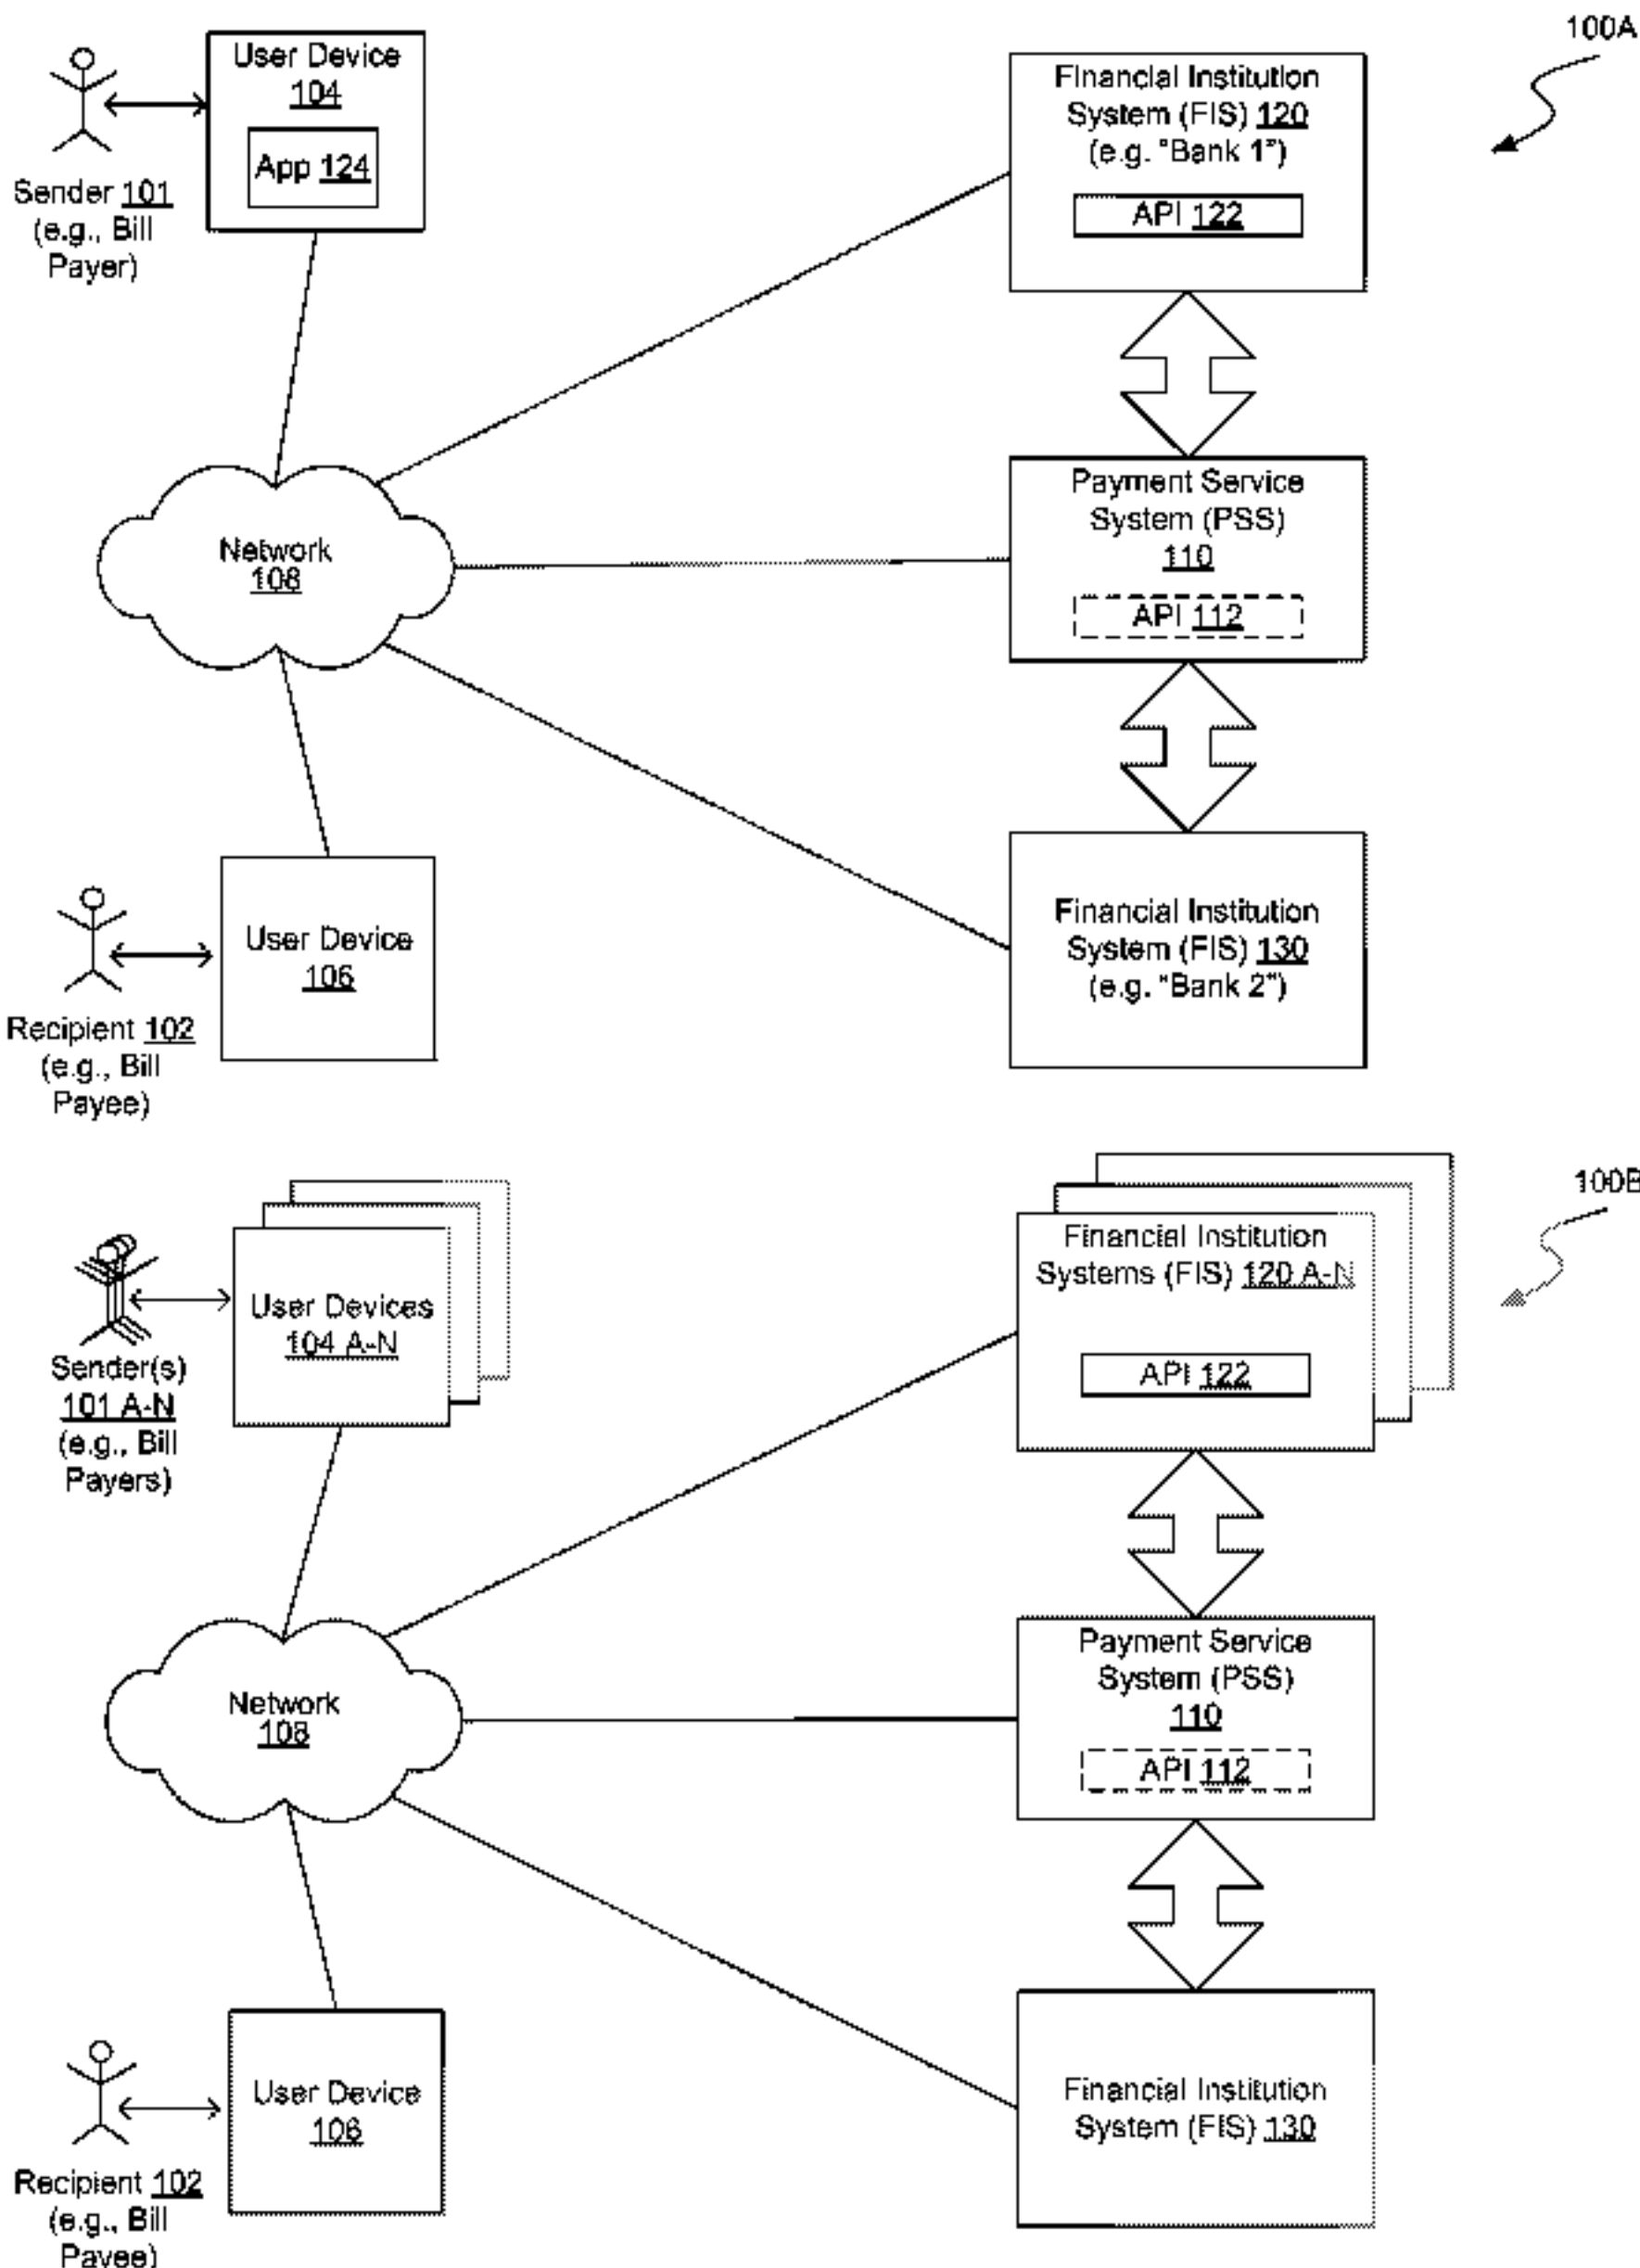 100A
User Device
104
App 124
Sender 101
(e.g., Bill
Payer)
Financial Institution
System (FIS) 120
(e.g. "Bank 1")
API 122
Network
108
Payment Service
System (PSS)
110
API 112
User Device
106
Recipient 102
(e.g., Bill
Payee)
Financial Institution
System (FIS) 130
(e.g. "Bank 2")
100B
User Devices
104 A-N
Sender(s)
101 A-N
(e.g., Bill
Payers)
Financial Institution
Systems (FIS) 120 A-N
API 122
Network
108
Payment Service
System (PSS)
110
API 112
User Device
106
Recipient 102
(e.g., Bill
Payee)
Financial Institution
System (FIS) 130